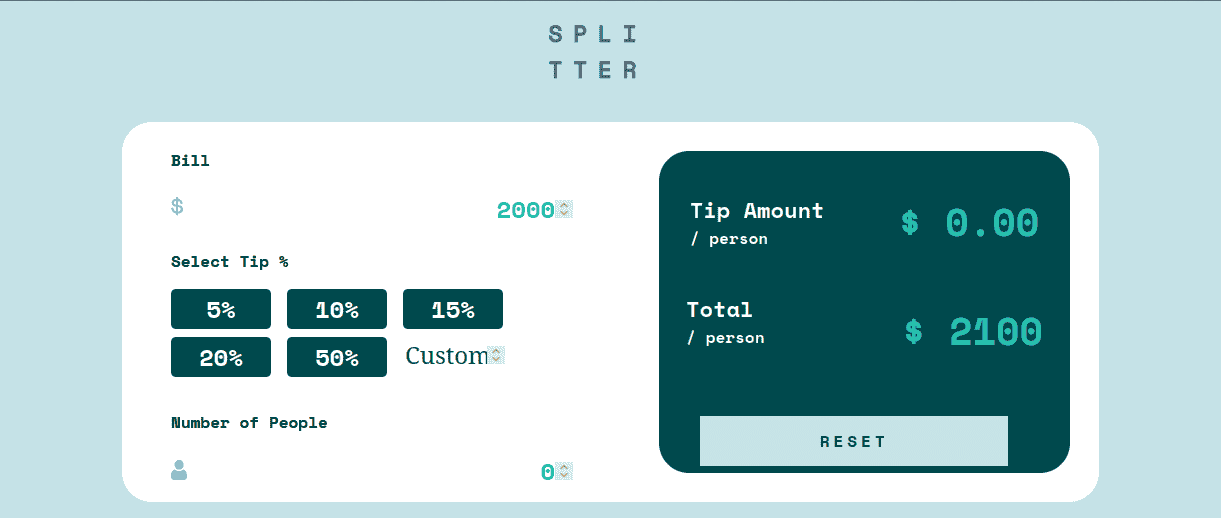 SPLI
TTER
Bill
$ 2000
Select Tip %
5% 10% 15%
20% 50% Custom
Number of People
0
Tip Amount
/ person
$ 0.00
Total
/ person
$ 2100
RESET